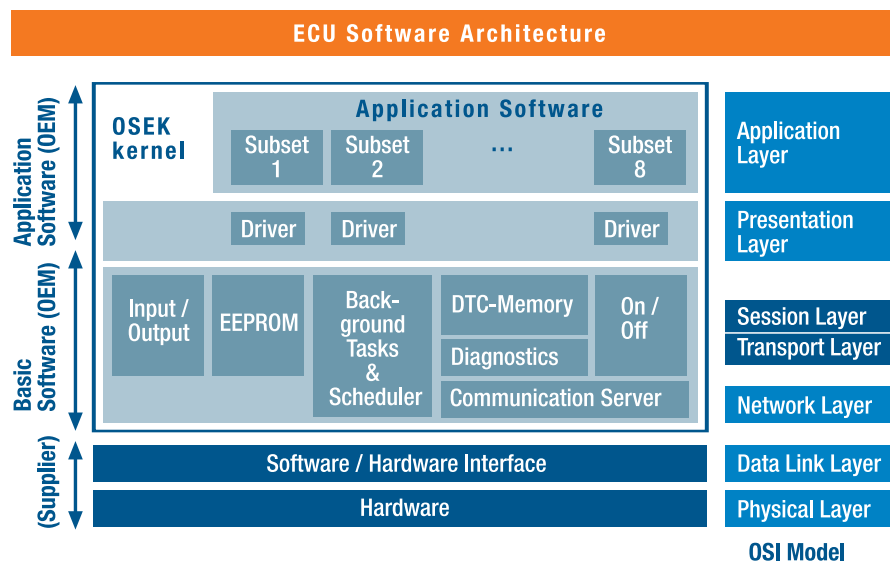 ECU Software Architecture
Application
Software (OEM)
Basic
Software (OEM)
(Supplier)
OSEK
kernel
Application Software
Subset
1
Subset
2
...
Subset
8
Driver
Driver
Driver
Input /
Output
EEPROM
Back-
ground
Tasks
&
Scheduler
DTC-Memory
Diagnostics
On /
Off
Communication Server
Software / Hardware Interface
Hardware
Application
Layer
Presentation
Layer
Session Layer
Transport Layer
Network Layer
Data Link Layer
Physical Layer
OSI Model